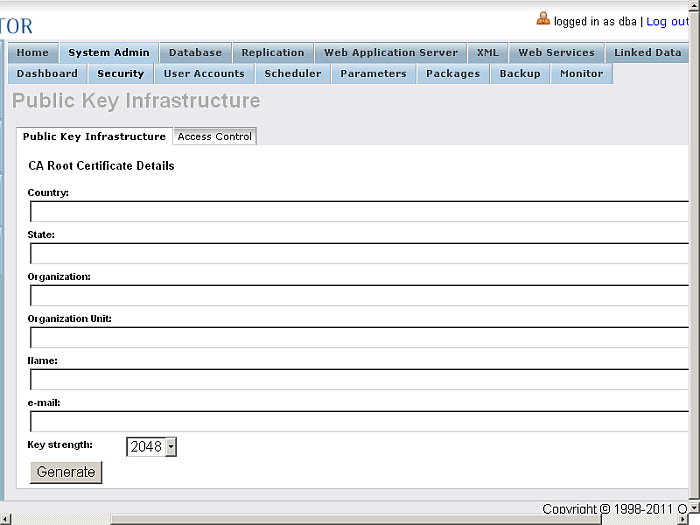 TOR
logged in as dba | Log out
Home System Admin Database Replication Web Application Server XML Web Services Linked Data
Dashboard Security User Accounts Scheduler Parameters Packages Backup Monitor
Public Key Infrastructure
Public Key Infrastructure Access Control
CA Root Certificate Details
Country:
State:
Organization:
Organization Unit:
Name:
e-mail:
Key strength: 2048
Generate
Copyright © 1998-2011 O